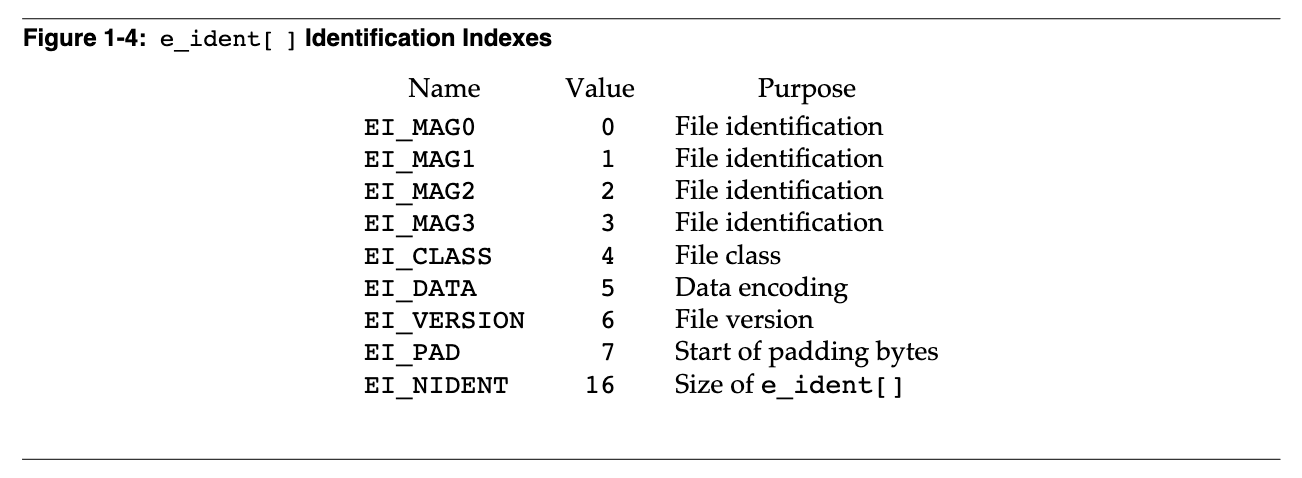 Figure 1-4: e_ident[ ] Identification Indexes
Name Value Purpose
EI_MAG0 0 File identification
EI_MAG1 1 File identification
EI_MAG2 2 File identification
EI_MAG3 3 File identification
EI_CLASS 4 File class
EI_DATA 5 Data encoding
EI_VERSION 6 File version
EI_PAD 7 Start of padding bytes
EI_NIDENT 16 Size of e_ident[]